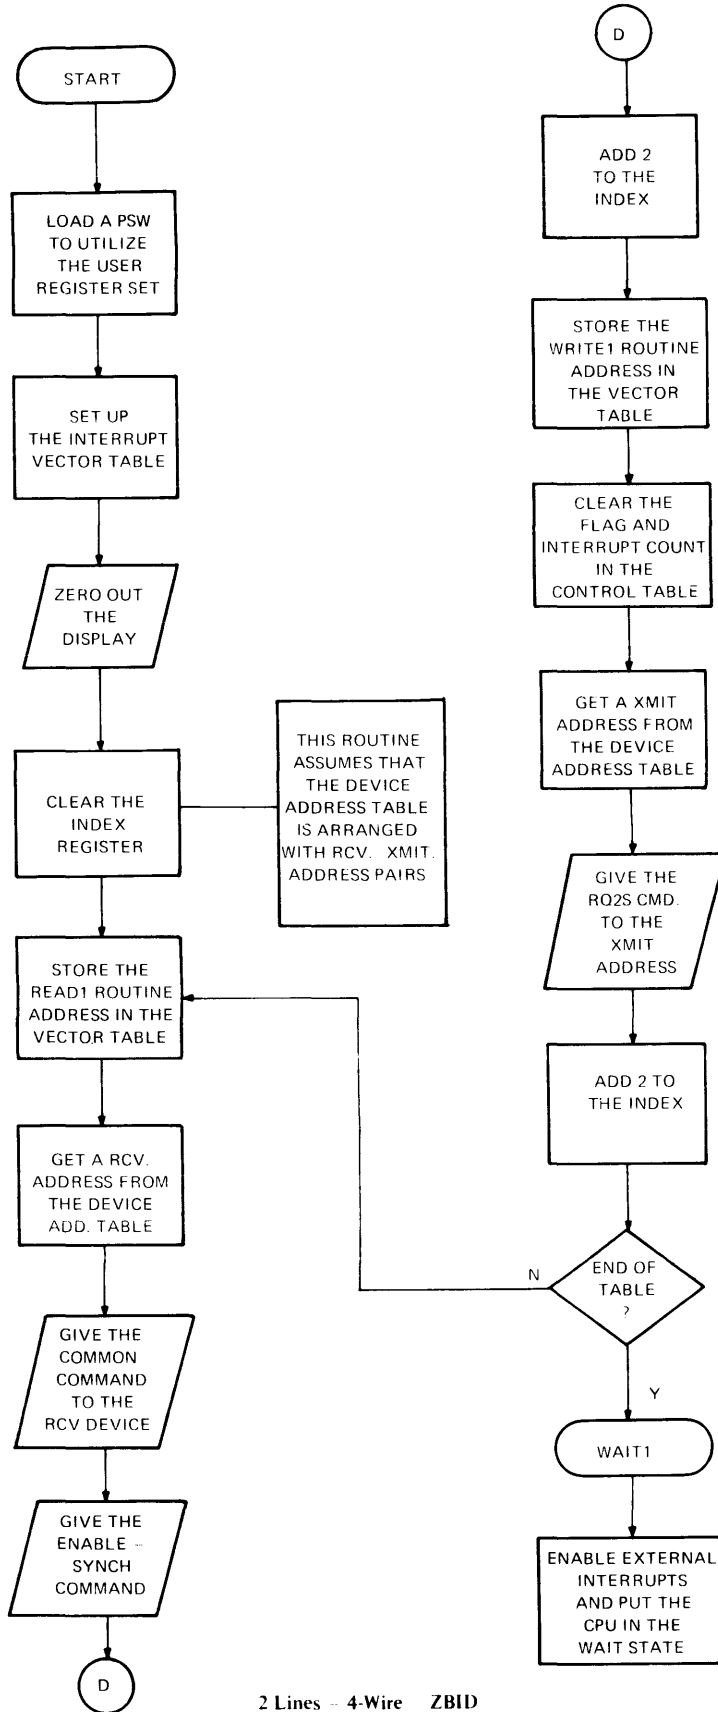 START
LOAD A PSW
TO UTILIZE
THE USER
REGISTER SET
SET UP
THE INTERRUPT
VECTOR TABLE
ZERO OUT
THE
DISPLAY
CLEAR THE
INDEX
REGISTER
THIS ROUTINE
ASSUMES THAT
THE DEVICE
ADDRESS TABLE
IS ARRANGED
WITH RCV. XMIT.
ADDRESS PAIRS
STORE THE
READ1 ROUTINE
ADDRESS IN THE
VECTOR TABLE
GET A RCV.
ADDRESS FROM
THE DEVICE
ADD. TABLE
GIVE THE
COMMON
COMMAND
TO THE
RCV DEVICE
GIVE THE
ENABLE –
SYNCH
COMMAND
D
D
ADD 2
TO THE
INDEX
STORE THE
WRITE1 ROUTINE
ADDRESS IN
THE VECTOR
TABLE
CLEAR THE
FLAG AND
INTERRUPT COUNT
IN THE
CONTROL TABLE
GET A XMIT
ADDRESS FROM
THE DEVICE
ADDRESS TABLE
GIVE THE
RQ2S CMD.
TO THE
XMIT
ADDRESS
ADD 2 TO
THE INDEX
END OF
TABLE
?
N
Y
WAIT1
ENABLE EXTERNAL
INTERRUPTS
AND PUT THE
CPU IN THE
WAIT STATE
2 Lines – 4-Wire ZBID